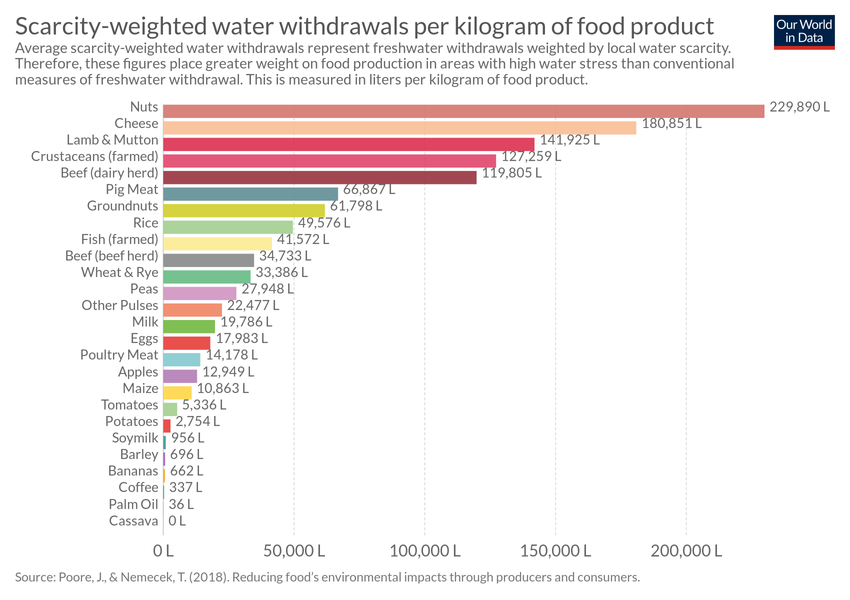 Scarcity-weighted water withdrawals per kilogram of food product
Our World
in Data
Average scarcity-weighted water withdrawals represent freshwater withdrawals weighted by local water scarcity.
Therefore, these figures place greater weight on food production in areas with high water stress than conventional
measures of freshwater withdrawal. This is measured in liters per kilogram of food product.
Nuts 229,890 L
Cheese 180,851 L
Lamb & Mutton 141,925 L
Crustaceans (farmed) 127,259 L
Beef (dairy herd) 119,805 L
Pig Meat 66,867 L
Groundnuts 61,798 L
Rice 49,576 L
Fish (farmed) 41,572 L
Beef (beef herd) 34,733 L
Wheat & Rye 33,386 L
Peas 27,948 L
Other Pulses 22,477 L
Milk 19,786 L
Eggs 17,983 L
Poultry Meat 14,178 L
Apples 12,949 L
Maize 10,863 L
Tomatoes 5,336 L
Potatoes 2,754 L
Soymilk 956 L
Barley 696 L
Bananas 662 L
Coffee 337 L
Palm Oil 36 L
Cassava 0 L
0 L 50,000 L 100,000 L 150,000 L 200,000 L
Source: Poore, J., & Nemecek, T. (2018). Reducing food's environmental impacts through producers and consumers.